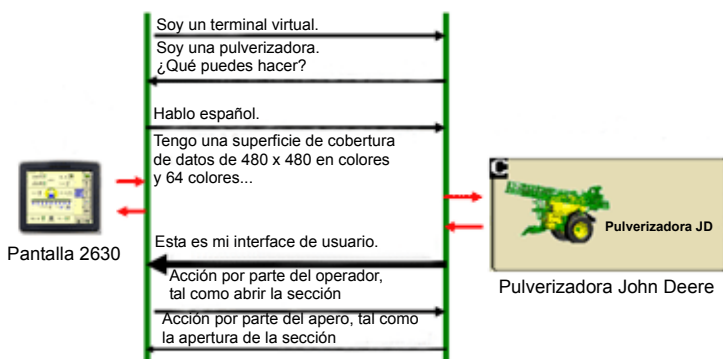 Soy un terminal virtual.
Soy una pulverizadora.
¿Qué puedes hacer?
Hablo español.
Tengo una superficie de cobertura
de datos de 480 x 480 en colores
y 64 colores...
Pantalla 2630
C
Pulverizadora JD
Pulverizadora John Deere
Esta es mi interface de usuario.
Acción por parte del operador,
tal como abrir la sección
Acción por parte del apero, tal como
la apertura de la sección